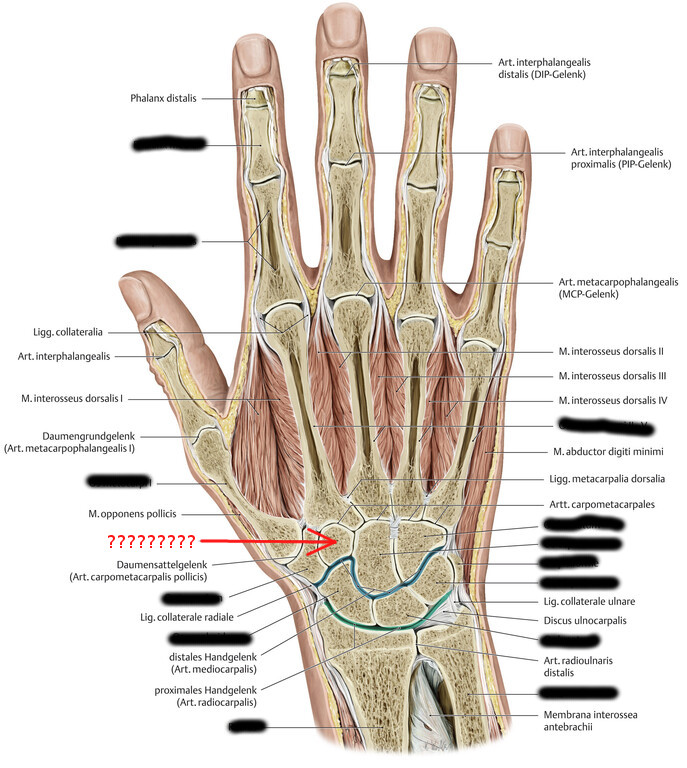 Art. interphalangealis
distalis (DIP-Gelenk)
Phalanx distalis
Art. interphalangealis
proximalis (PIP-Gelenk)
Art. metacarpophalangealis
(MCP-Gelenk)
Ligg. collateralia
Art. interphalangealis
M. interosseus dorsalis II
M. interosseus dorsalis III
M. interosseus dorsalis I
M. interosseus dorsalis IV
Daumengrundgelenk
(Art. metacarpophalangealis I)
M. abductor digiti minimi
Ligg. metacarpalia dorsalia
M. opponens pollicis
Artt. carpometacarpales
?????????
Daumensattelgelenk
(Art. carpometacarpalis pollicis)
Lig. collaterale ulnare
Lig. collaterale radiale
Discus ulnocarpalis
distales Handgelenk
(Art. mediocarpalis)
Art. radioulnaris
distalis
proximales Handgelenk
(Art. radiocarpalis)
Membrana interossea
antebrachii